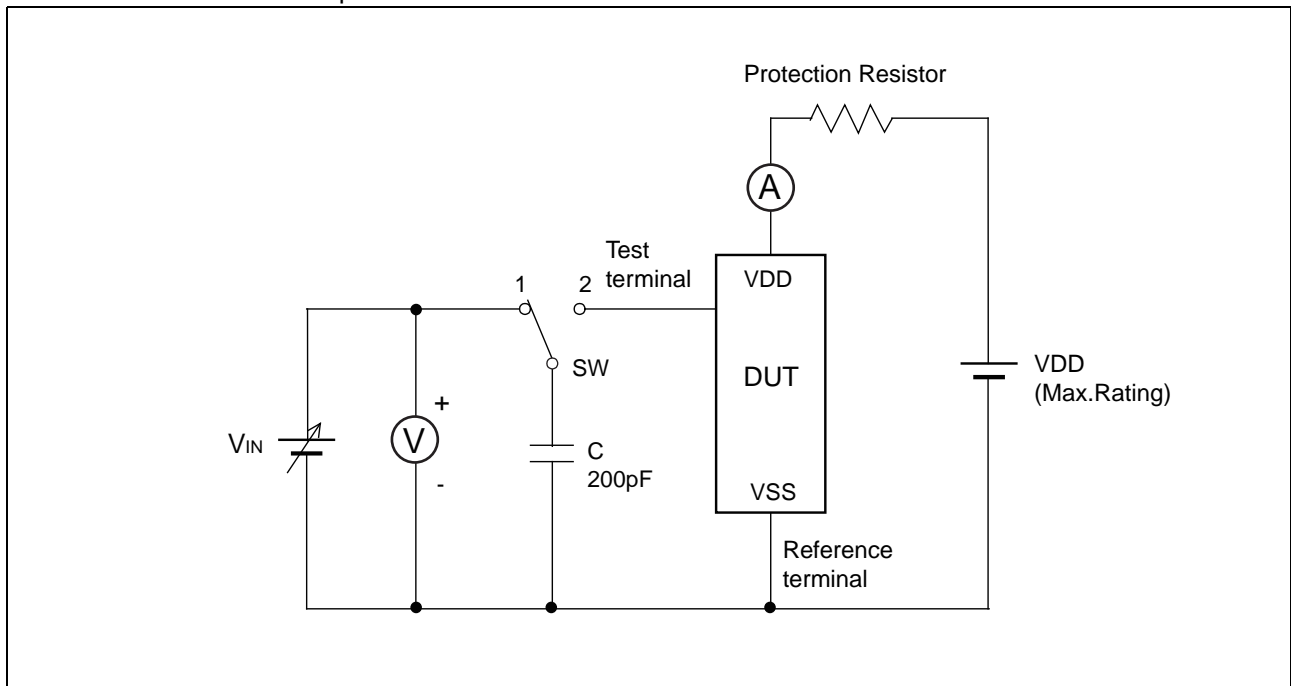 Protection Resistor
A
Test
terminal
1
2
VDD
SW
DUT
VDD
(Max.Rating)
VIN
+
V
-
C
200pF
VSS
Reference
terminal